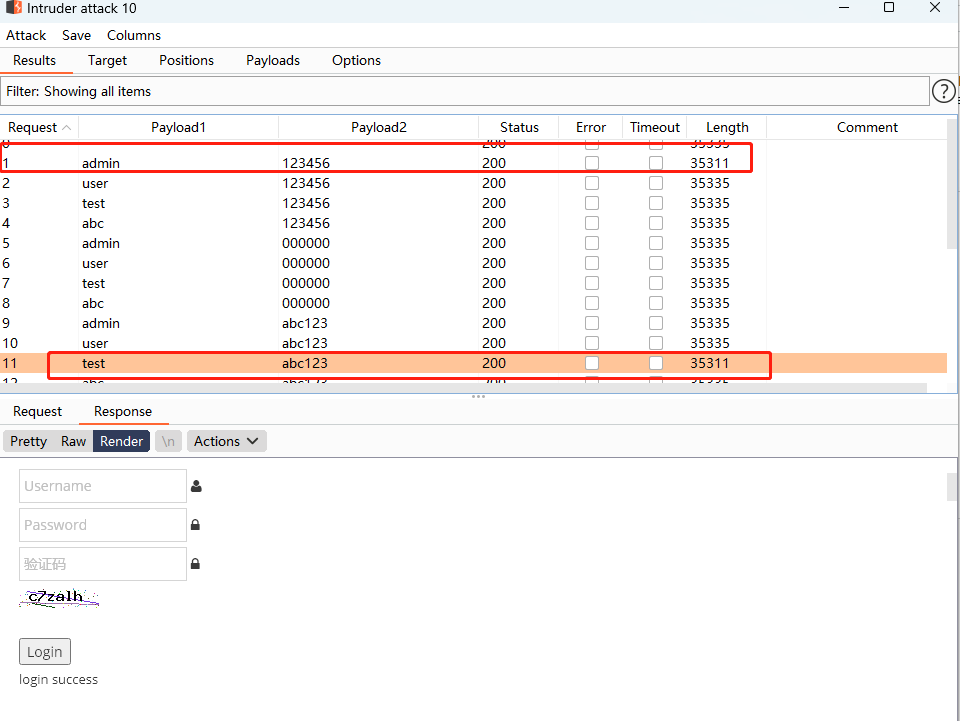 Intruder attack 10
Attack Save Columns
Results Target Positions Payloads Options
Filter: Showing all items
?
Request Payload1 Payload2 Status Error Timeout Length Comment
0 200 35335
1 admin 123456 200 35311
2 user 123456 200 35335
3 test 123456 200 35335
4 abc 123456 200 35335
5 admin 000000 200 35335
6 user 000000 200 35335
7 test 000000 200 35335
8 abc 000000 200 35335
9 admin abc123 200 35335
10 user abc123 200 35335
11 test abc123 200 35311
12 abc abc123 200 35335
Request Response
Pretty Raw Render \n Actions
Username
Password
验证码
c7zalh
Login
login success